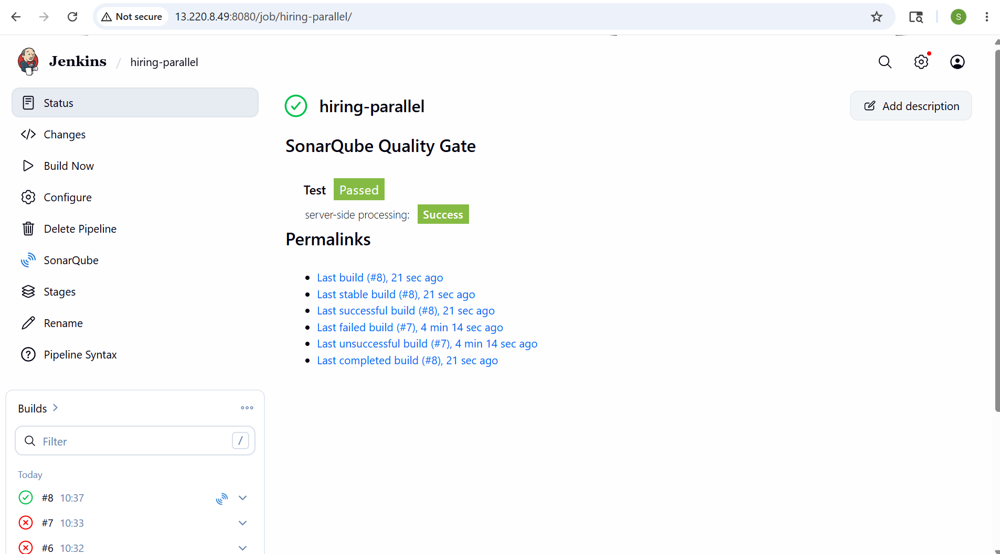 Not secure 13.220.8.49:8080/job/hiring-parallel/
S
Jenkins / hiring-parallel
Status
Changes
Build Now
Configure
Delete Pipeline
SonarQube
Stages
Rename
Pipeline Syntax
Builds
Filter /
Today
#8 10:37
#7 10:33
#6 10:32
hiring-parallel
Add description
SonarQube Quality Gate
Test Passed
server-side processing: Success
Permalinks
Last build (#8), 21 sec ago
Last stable build (#8), 21 sec ago
Last successful build (#8), 21 sec ago
Last failed build (#7), 4 min 14 sec ago
Last unsuccessful build (#7), 4 min 14 sec ago
Last completed build (#8), 21 sec ago